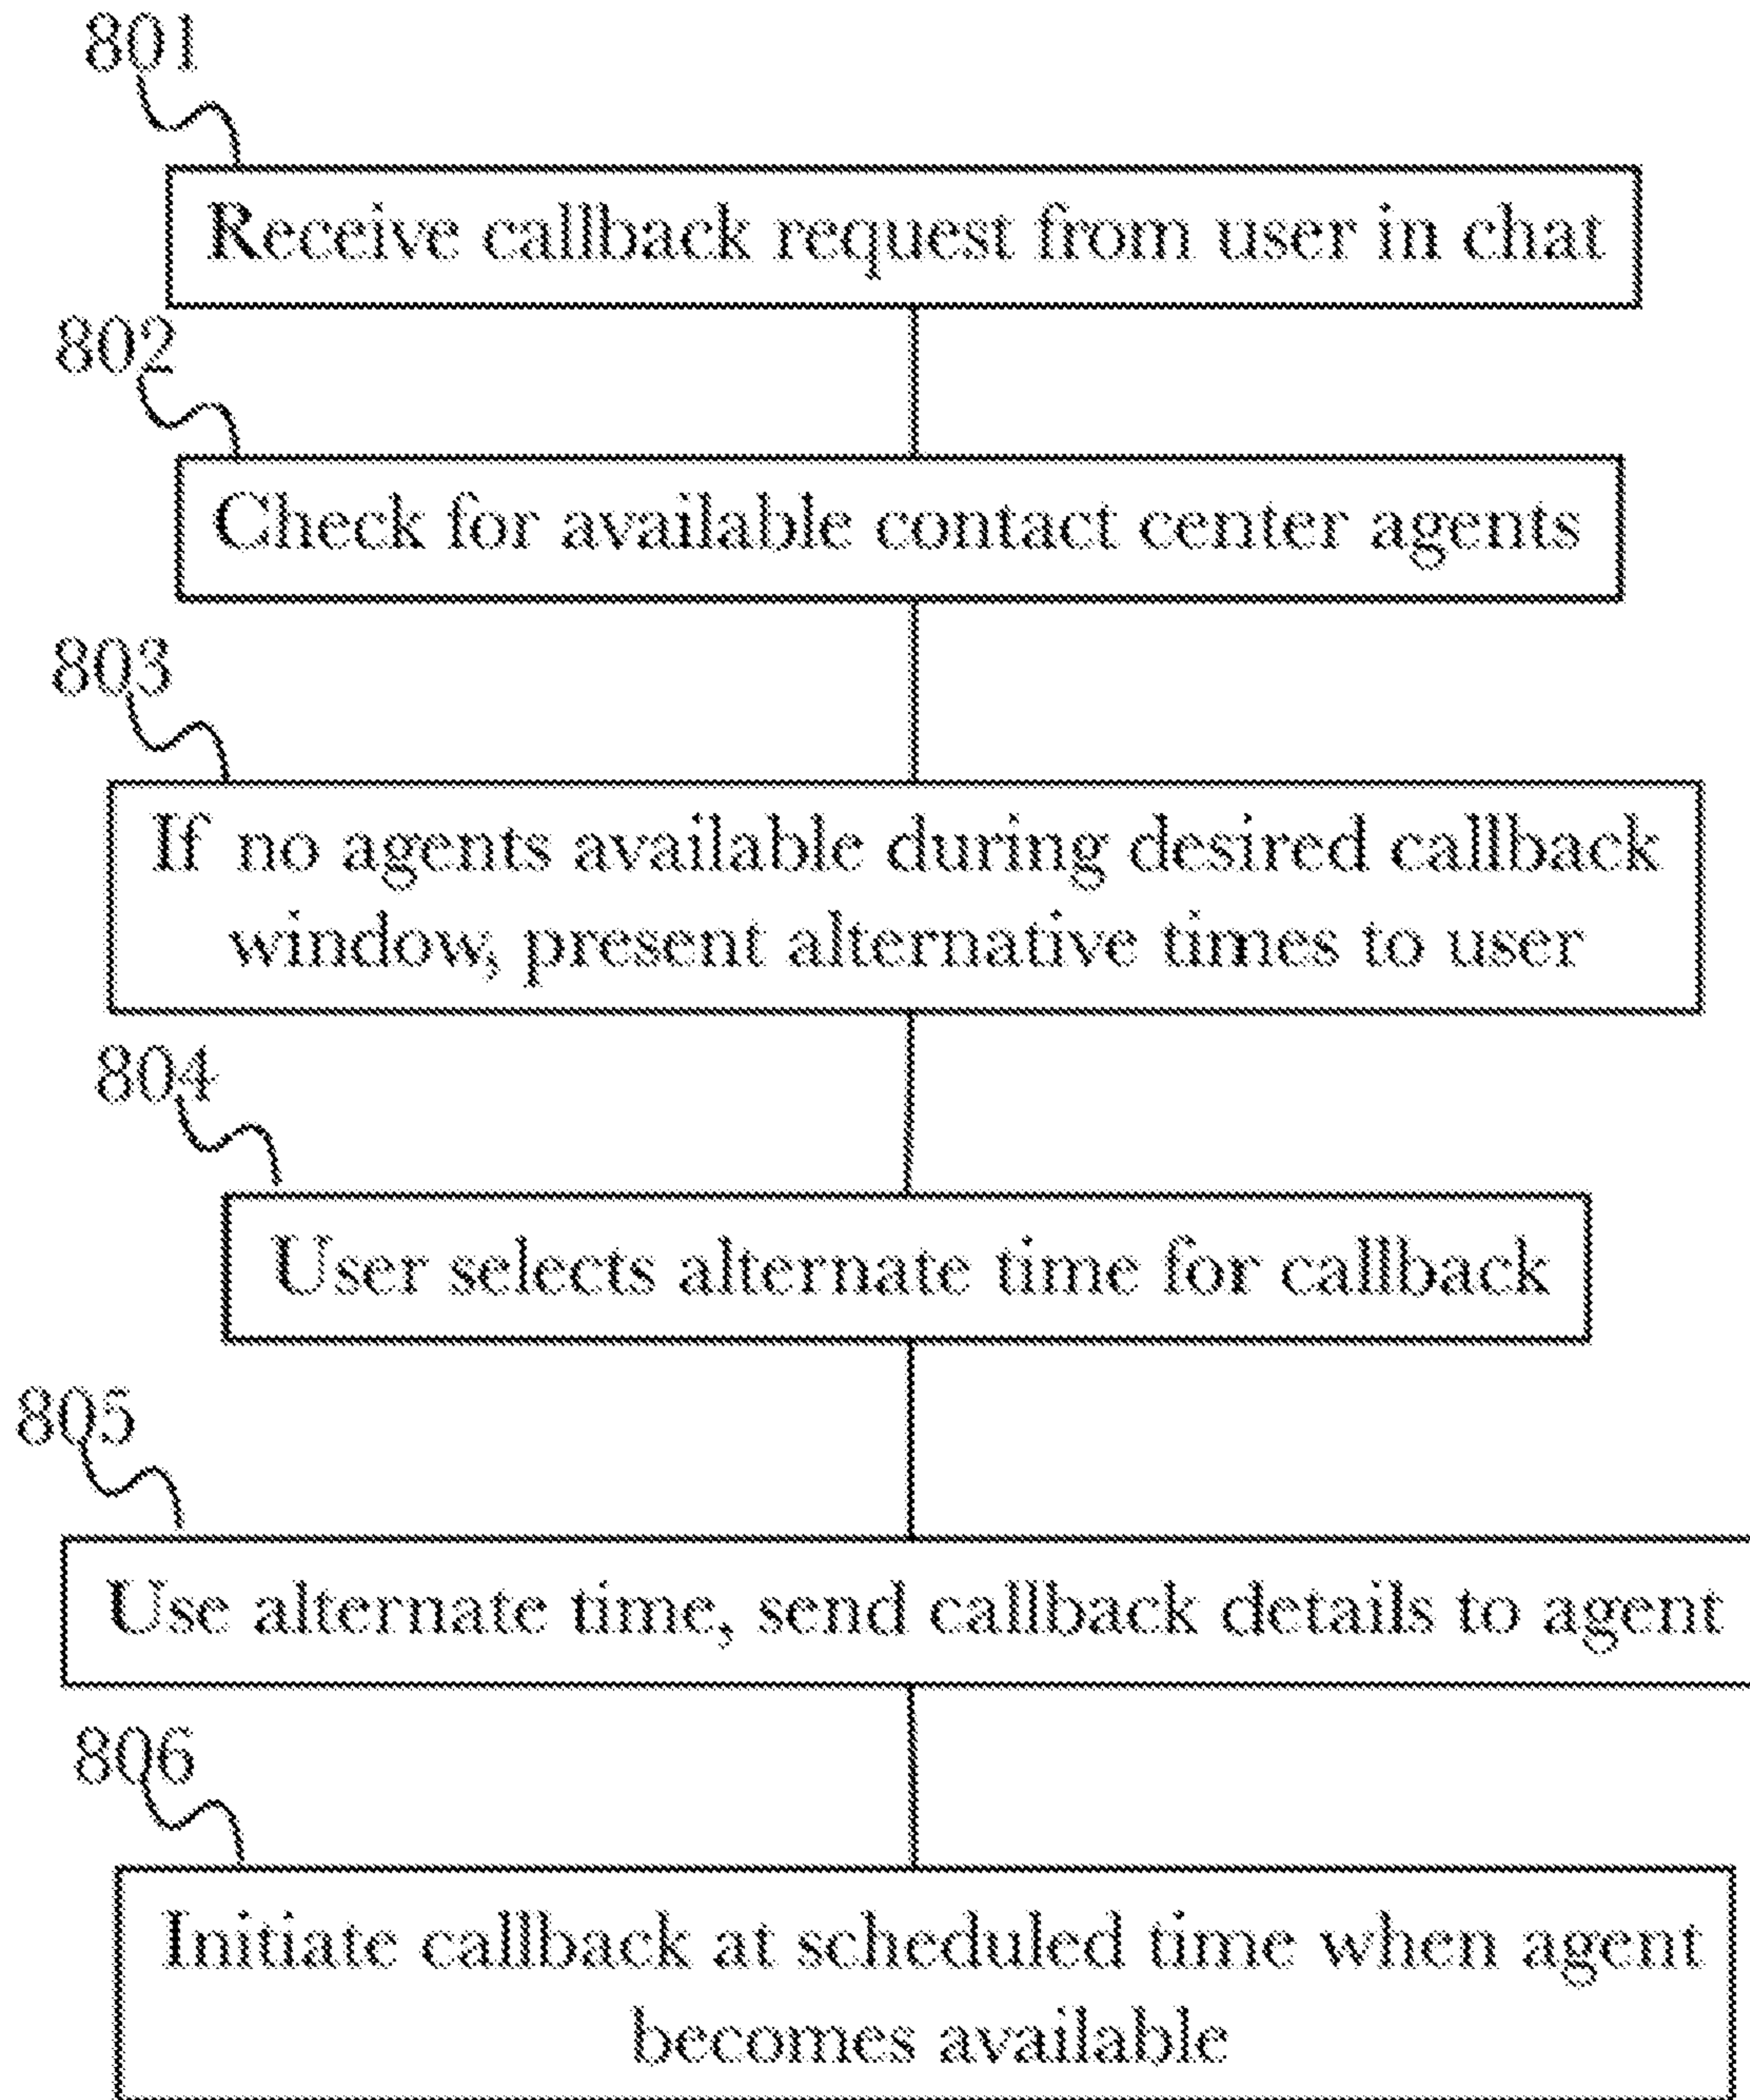 801
Receive callback request from user in chat
802
Check for available contact center agents
803
If no agents available during desired callback
window, present alternative times to user
804
User selects alternate time for callback
805
Use alternate time, send callback details to agent
806
Initiate callback at scheduled time when agent
becomes available